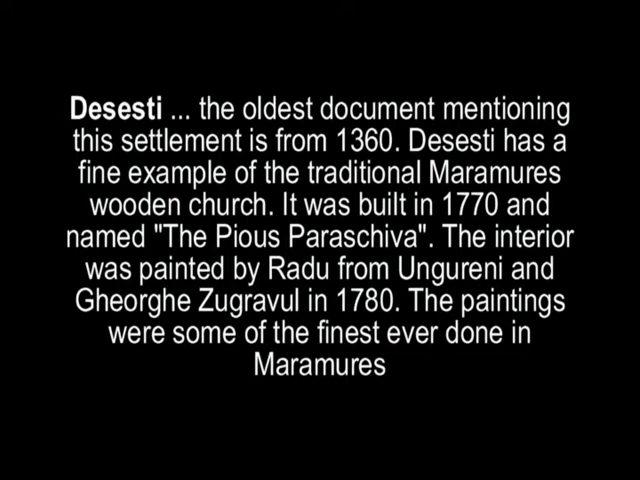 Desesti ... the oldest document mentioning
this settlement is from 1360. Desesti has a
fine example of the traditional Maramures
wooden church. It was built in 1770 and
named "The Pious Paraschiva". The interior
was painted by Radu from Ungureni and
Gheorghe Zugravul in 1780. The paintings
were some of the finest ever done in
Maramures